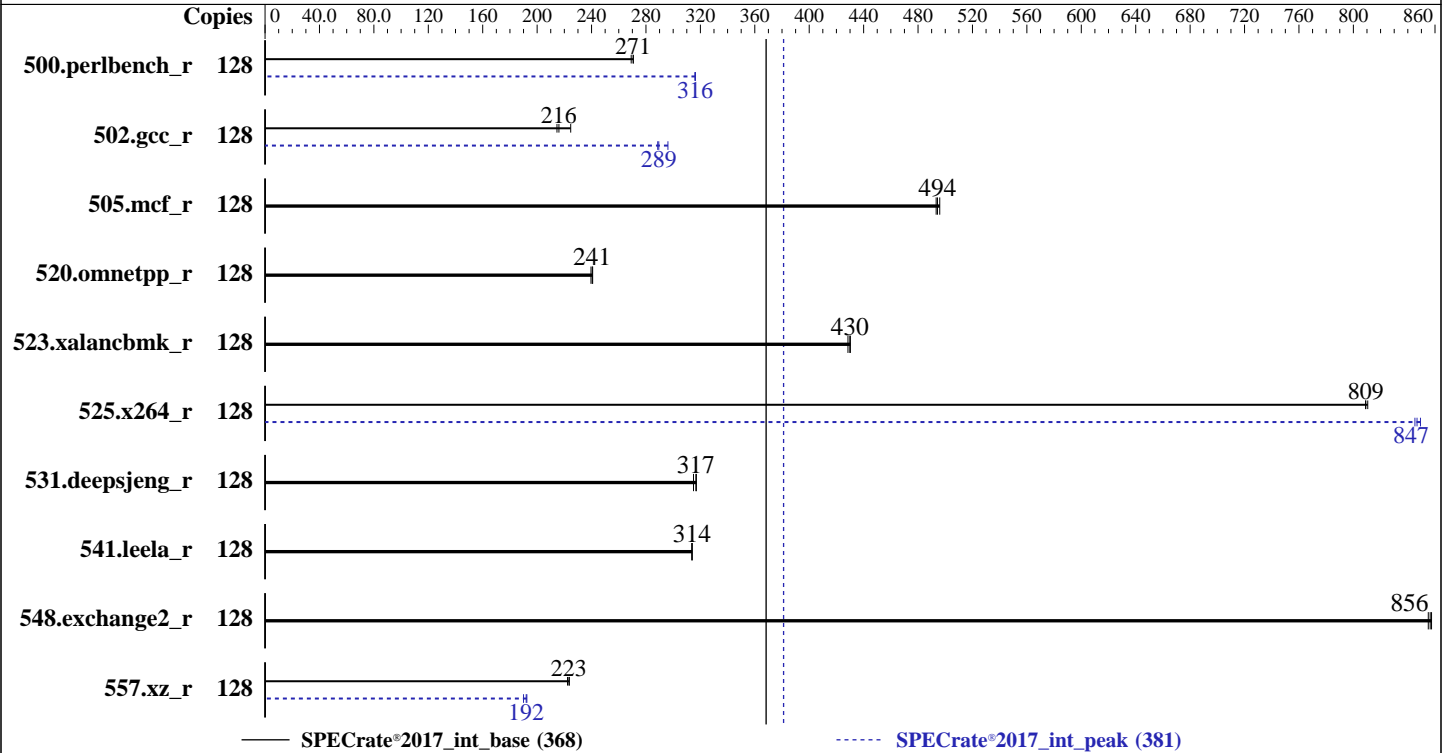 Copies 0 40.0 80.0 120 160 200 240 280 320 360 400 440 480 520 560 600 640 680 720 760 800 860
271
500.perlbench_r 128
316
216
502.gcc_r 128
289
494
505.mcf_r 128
241
520.omnetpp_r 128
430
523.xalancbmk_r 128
809
525.x264_r 128
847
317
531.deepsjeng_r 128
314
541.leela_r 128
856
548.exchange2_r 128
223
557.xz_r 128
192
SPECrate®2017_int_base (368) SPECrate®2017_int_peak (381)